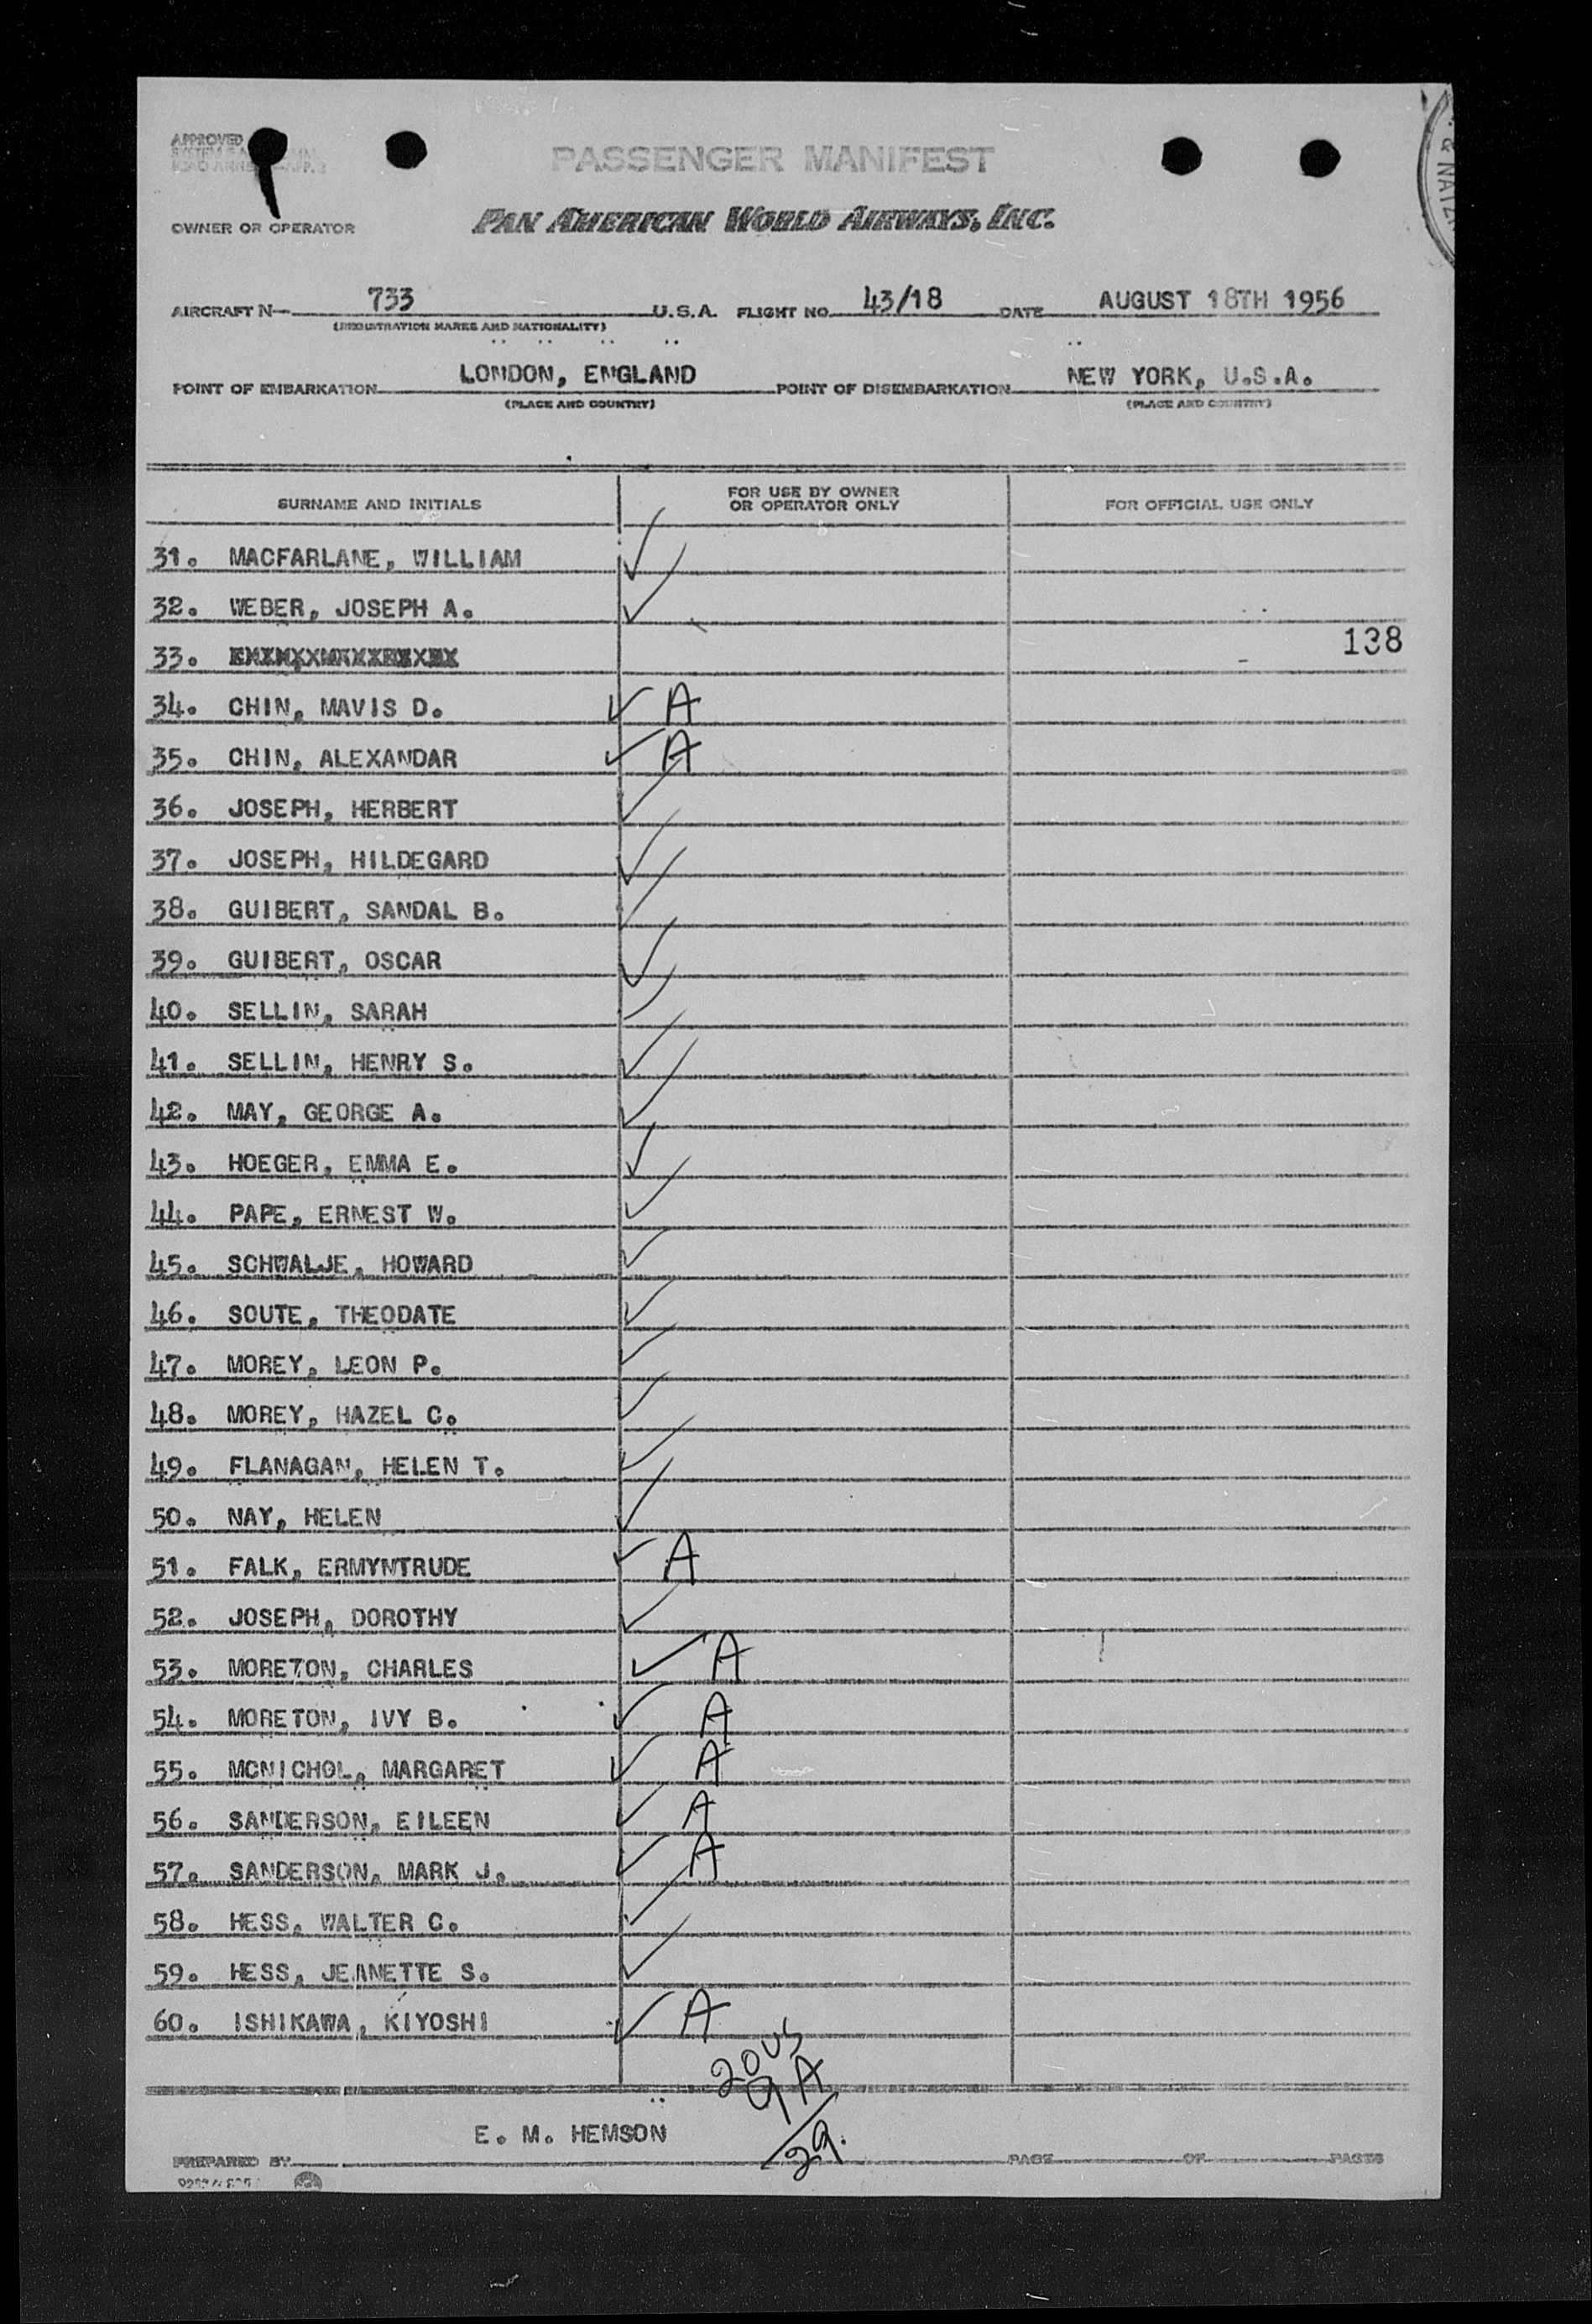 APPROVED
PASSENGER MANIFEST
& NATZ
OWNER OR OPERATOR
PAN AMERICAN WORLD AIRWAYS, INC.
AIRCRAFT N- 733 U.S.A. FLIGHT NO. 43/18 DATE AUGUST 18TH 1956
(REGISTRATION MARKS AND NATIONALITY)
POINT OF EMBARKATION LONDON, ENGLAND POINT OF DISEMBARKATION NEW YORK, U.S.A.
(PLACE AND COUNTRY) (PLACE AND COUNTRY)
SURNAME AND INITIALS FOR USE BY OWNER OR OPERATOR ONLY FOR OFFICIAL USE ONLY
31. MACFARLANE, WILLIAM ✓
32. WEBER, JOSEPH A. ✓
138
33.
34. CHIN, MAVIS D. ✓ A
35. CHIN, ALEXANDAR ✓ A
36. JOSEPH, HERBERT ✓
37. JOSEPH, HILDEGARD ✓
38. GUIBERT, SANDAL B. ✓
39. GUIBERT, OSCAR ✓
40. SELLIN, SARAH ✓
41. SELLIN, HENRY S. ✓
42. MAY, GEORGE A. ✓
43. HOEGER, EMMA E. ✓
44. PAPE, ERNEST W. ✓
45. SCHWALJE, HOWARD ✓
46. SOUTE, THEODATE ✓
47. MOREY, LEON P. ✓
48. MOREY, HAZEL C. ✓
49. FLANAGAN, HELEN T. ✓
50. NAY, HELEN ✓
51. FALK, ERMYNTRUDE ✓ A
52. JOSEPH, DOROTHY ✓
53. MORETON, CHARLES ✓ A
54. MORETON, IVY B. ✓ A
55. MCNICHOL, MARGARET ✓ A
56. SANDERSON, EILEEN ✓ A
57. SANDERSON, MARK J. ✓ A
58. HESS, WALTER C. ✓
59. HESS, JEANETTE S. ✓
60. ISHIKAWA, KIYOSHI ✓ A
20 US
9 A
29.
E. M. HEMSON
PREPARED BY PAGE OF PAGES